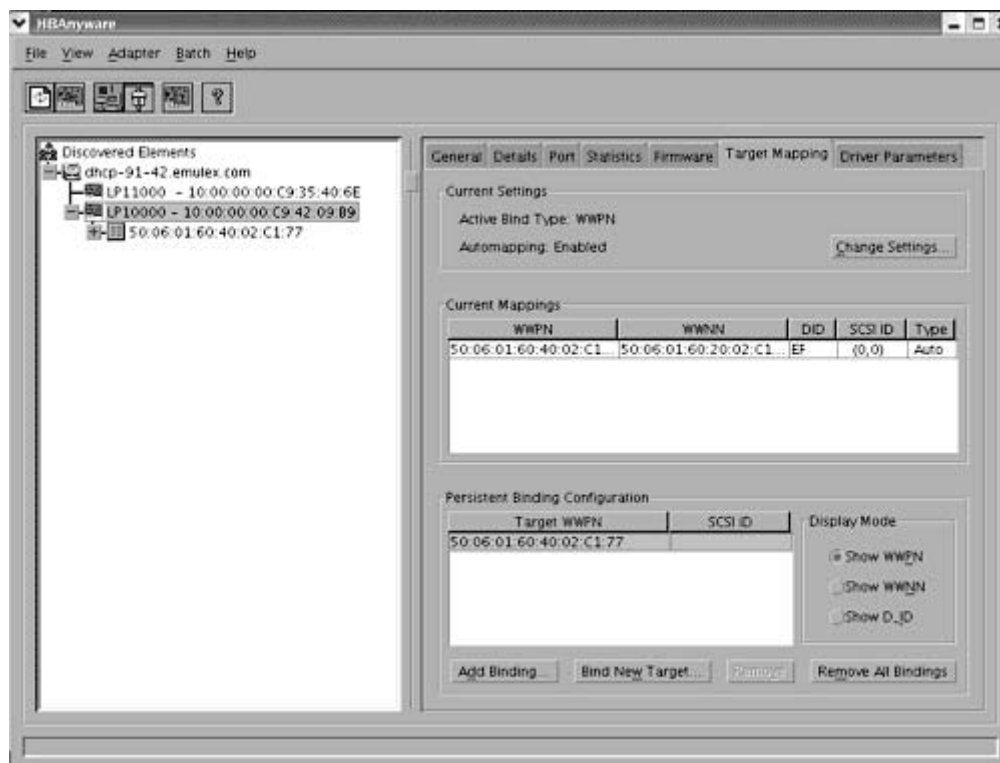 HBAnyware
File View Adapter Batch Help
Discovered Elements
dhcp-91-42.emulex.com
LP11000 - 10:00:00:00:C9:35:40:6E
LP10000 - 10:00:00:00:C9:42:09:B9
50:06:01:60:40:02:C1:77
General Details Port Statistics Firmware Target Mapping Driver Parameters
Current Settings
Active Bind Type: WWPN
Automapping: Enabled
Change Settings...
Current Mappings
WWPN WWNN DID SCSI ID Type
50:06:01:60:40:02:C1... 50:06:01:60:20:02:C1... EF (0,0) Auto
Persistent Binding Configuration
Target WWPN SCSI ID
50:06:01:60:40:02:C1:77
Display Mode
Show WWPN
Show WWNN
Show D_ID
Add Binding... Bind New Target... Remove Remove All Bindings